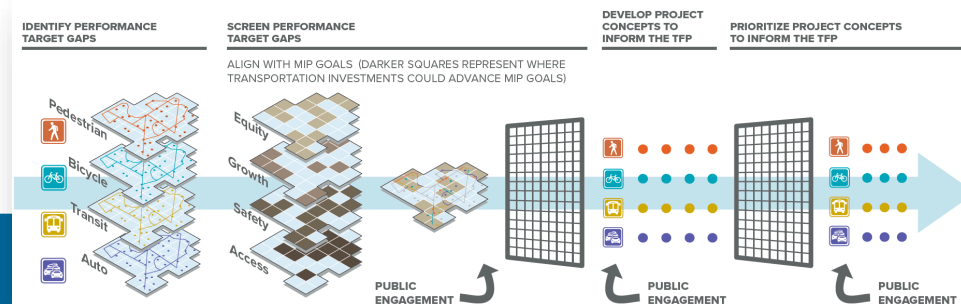 IDENTIFY PERFORMANCE
TARGET GAPS
SCREEN PERFORMANCE
TARGET GAPS
ALIGN WITH MIP GOALS (DARKER SQUARES REPRESENT WHERE
TRANSPORTATION INVESTMENTS COULD ADVANCE MIP GOALS)
DEVELOP PROJECT
CONCEPTS TO
INFORM THE TFP
PRIORITIZE PROJECT CONCEPTS
TO INFORM THE TFP
Pedestrian
Bicycle
Transit
Auto
Equity
Growth
Safety
Access
PUBLIC
ENGAGEMENT
PUBLIC
ENGAGEMENT
PUBLIC
ENGAGEMENT